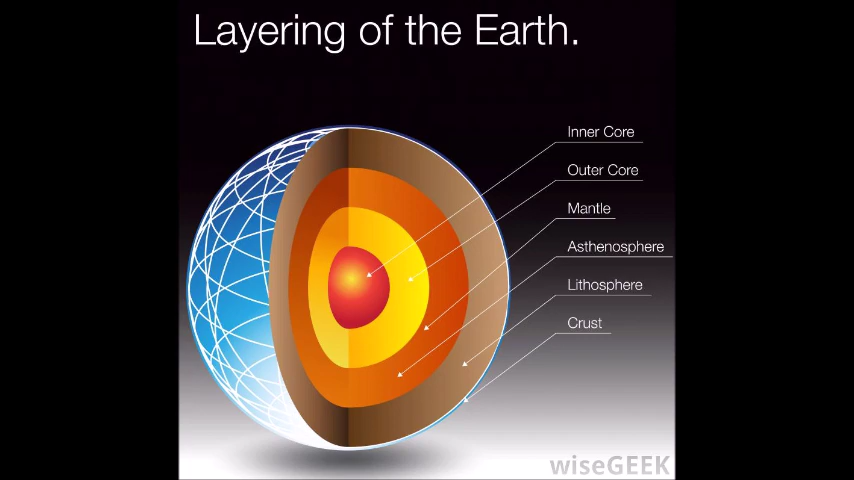 Layering of the Earth.
Inner Core
Outer Core
Mantle
Asthenosphere
Lithosphere
Crust
wiseGEEK